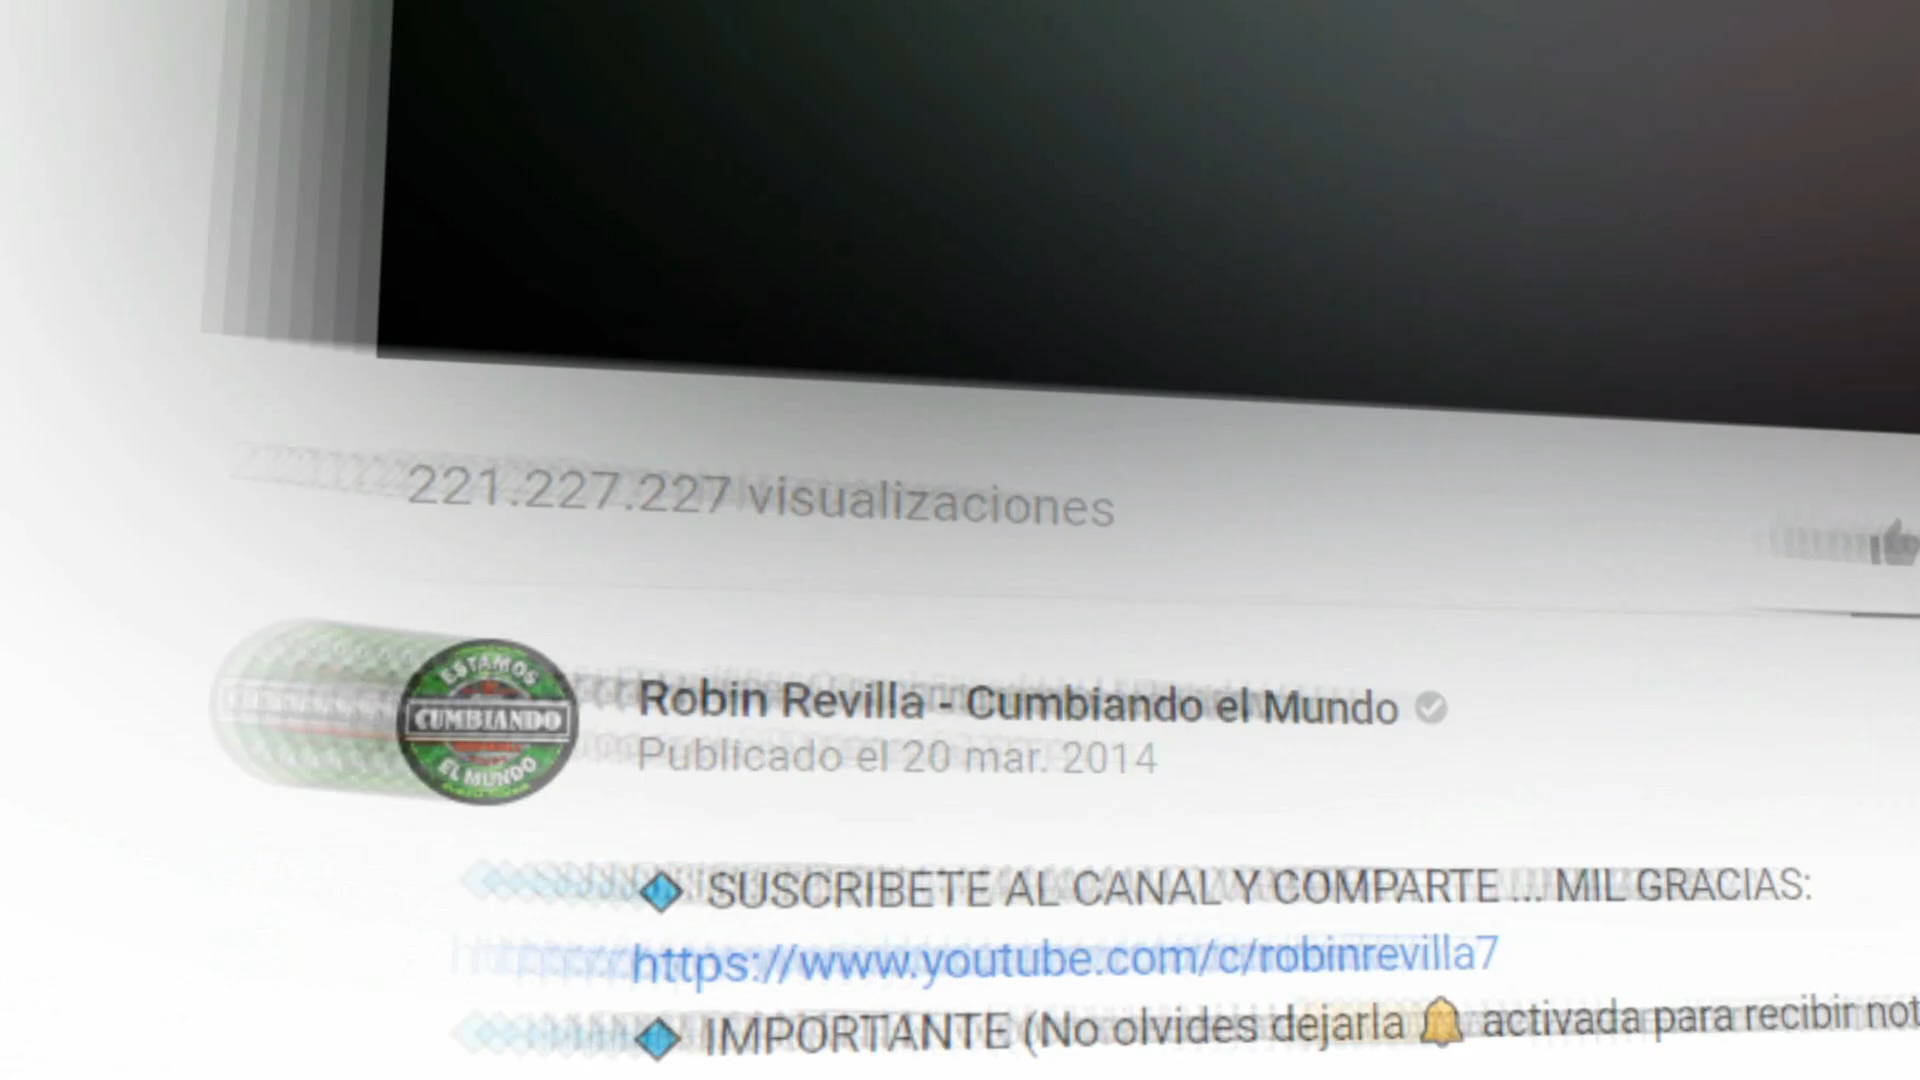 221.227.227 visualizaciones
ESTAMOS
CUMBIANDO
EL MUNDO
Robin Revilla - Cumbiando el Mundo
Publicado el 20 mar. 2014
SUSCRIBETE AL CANAL Y COMPARTE ... MIL GRACIAS:
https://www.youtube.com/c/robinrevilla7
IMPORTANTE (No olvides dejarla 🔔 activada para recibir not